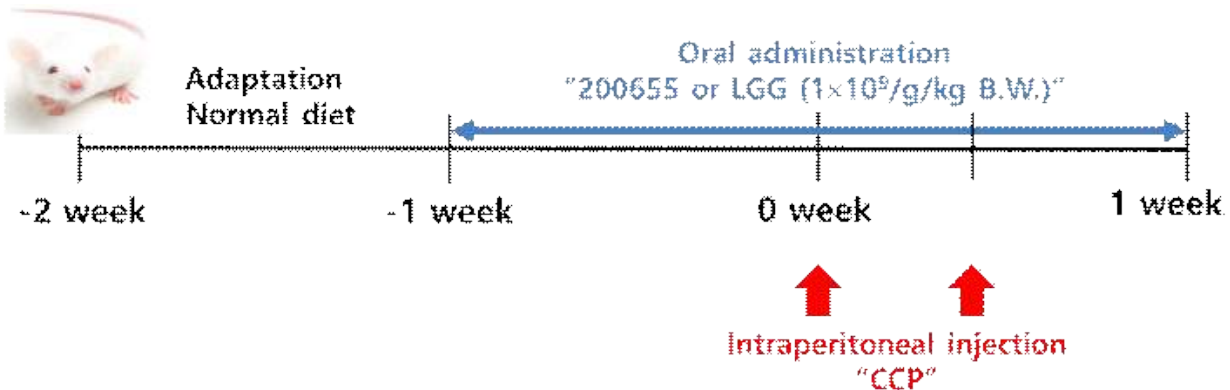 Oral administration
"200655 or LGG (1×10⁹/g/kg B.W.)"
Adaptation
Normal diet
-2 week
-1 week
0 week
1 week
Intraperitoneal injection
"CCP"